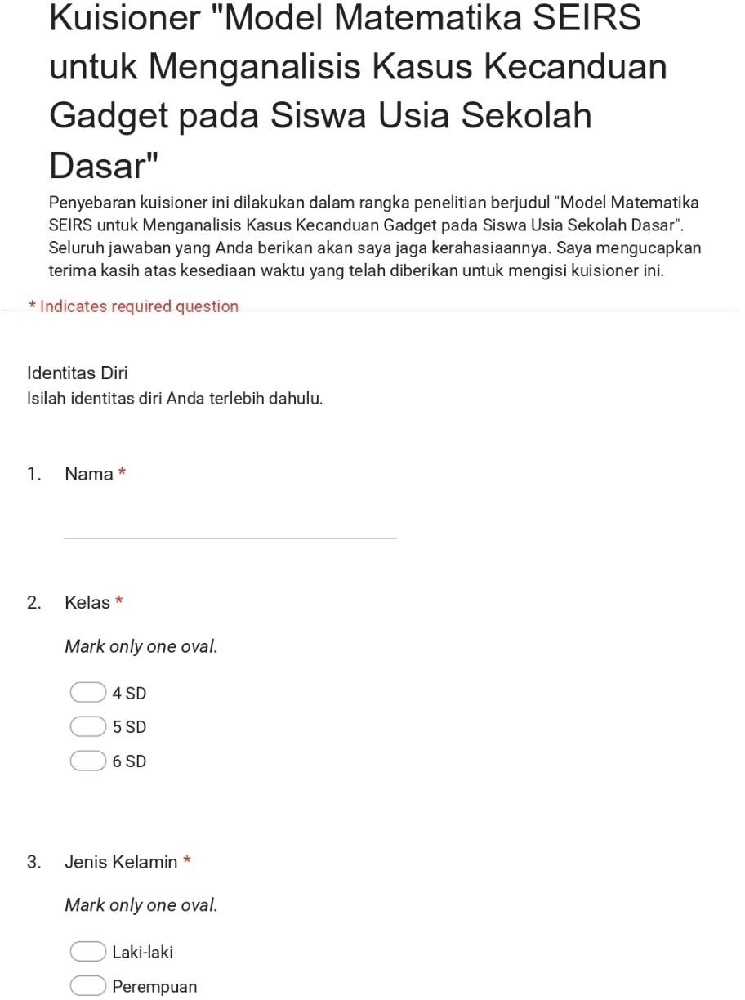 Kuisioner "Model Matematika SEIRS
untuk Menganalisis Kasus Kecanduan
Gadget pada Siswa Usia Sekolah
Dasar"
Penyebaran kuisioner ini dilakukan dalam rangka penelitian berjudul "Model Matematika
SEIRS untuk Menganalisis Kasus Kecanduan Gadget pada Siswa Usia Sekolah Dasar".
Seluruh jawaban yang Anda berikan akan saya jaga kerahasiaannya. Saya mengucapkan
terima kasih atas kesediaan waktu yang telah diberikan untuk mengisi kuisioner ini.
* Indicates required question
Identitas Diri
Isilah identitas diri Anda terlebih dahulu.
1. Nama *
2. Kelas *
Mark only one oval.
4 SD
5 SD
6 SD
3. Jenis Kelamin *
Mark only one oval.
Laki-laki
Perempuan